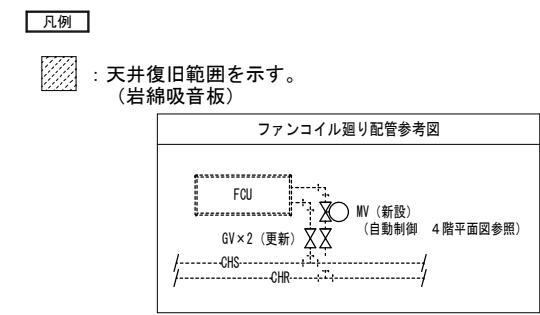 凡例
：天井復旧範囲を示す。
（岩綿吸音板）
ファンコイル廻り配管参考図
FCU
MV（新設）
（自動制御　４階平面図参照）
GV×2（更新）
CHS
CHR